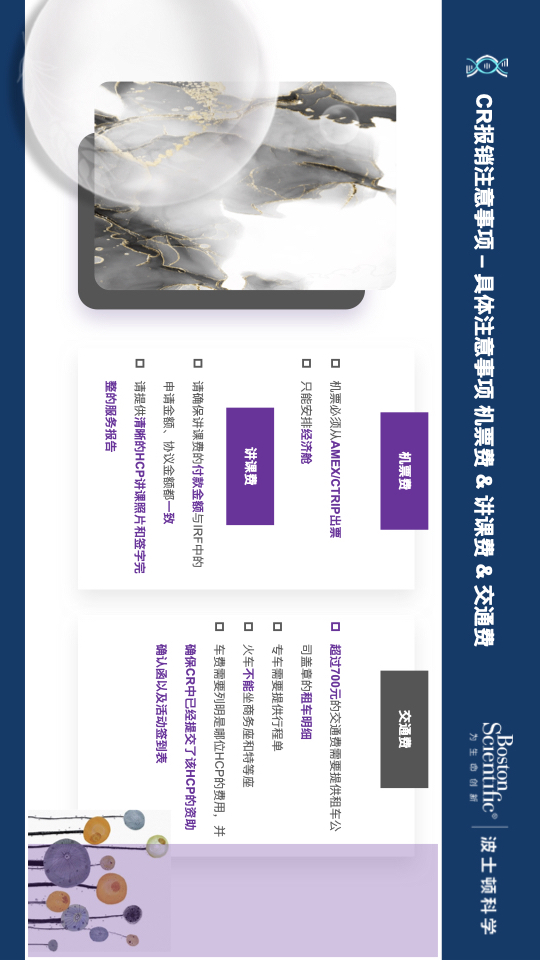 CR报销注意事项 – 具体注意事项 机票费 & 讲课费 & 交通费
Boston
Scientific®
为生命创新
波士顿科学
机票费
机票必须从AMEX/CTRIP出票
只能安排经济舱
讲课费
请确保讲课费的付款金额与IRF中的
申请金额、协议金额都一致
请提供清晰的HCP讲课照片和签字完
整的服务报告
交通费
超过700元的交通费需要提供租车公
司盖章的租车明细
专车需要提供行程单
火车不能坐商务座和特等座
车费需要列明是哪位HCP的费用，并
确保CR中已经提交了该HCP的资助
确认函以及活动签到表